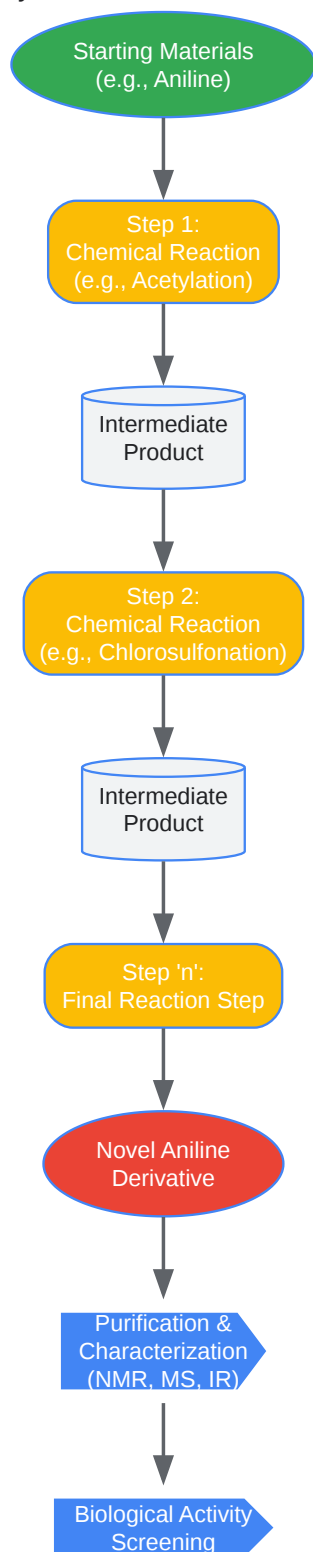 Starting Materials
(e.g., Aniline)
Step 1:
Chemical Reaction
(e.g., Acetylation)
Intermediate
Product
Step 2:
Chemical Reaction
(e.g., Chlorosulfonation)
Intermediate
Product
Step 'n':
Final Reaction Step
Novel Aniline
Derivative
Purification &
Characterization
(NMR, MS, IR)
Biological Activity
Screening